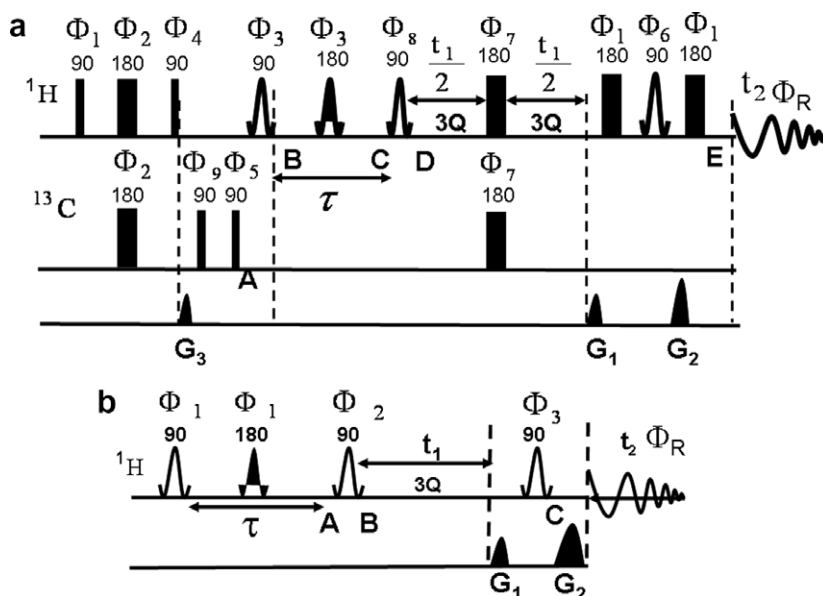 a
Φ1 Φ2 Φ4 Φ3 Φ3 Φ8 Φ7 Φ1 Φ6 Φ1
90 180 90 90 180 90 t1/2 180 t1/2 180 90 180
1H 3Q 3Q t2 ΦR
B C D E
Φ2 Φ9 Φ5 τ Φ7
180 90 90 180
13C
A
G3 G1 G2
b
Φ1 Φ1 Φ2 Φ3
90 180 90 t1 90 t2 ΦR
1H 3Q
τ A B C
G1 G2